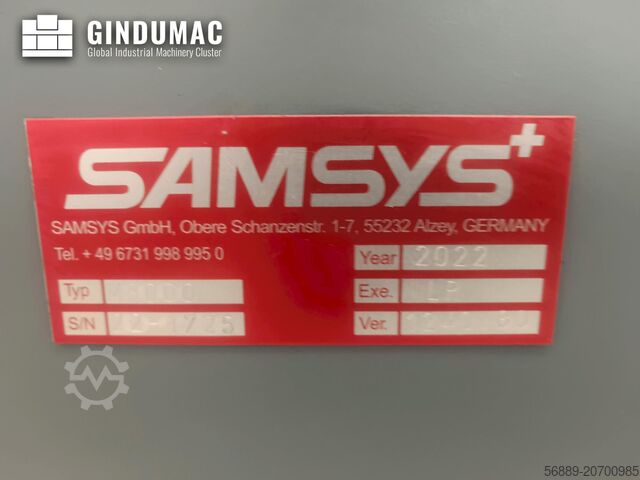 GINDUMAC
Global Industrial Machinery Cluster
SAMSYS+
SAMSYS GmbH, Obere Schanzenstr. 1-7, 55232 Alzey, GERMANY
Tel. + 49 6731 998 995 0
Year 2022
Typ
Exe.
S/N
Ver.
56889-20700985